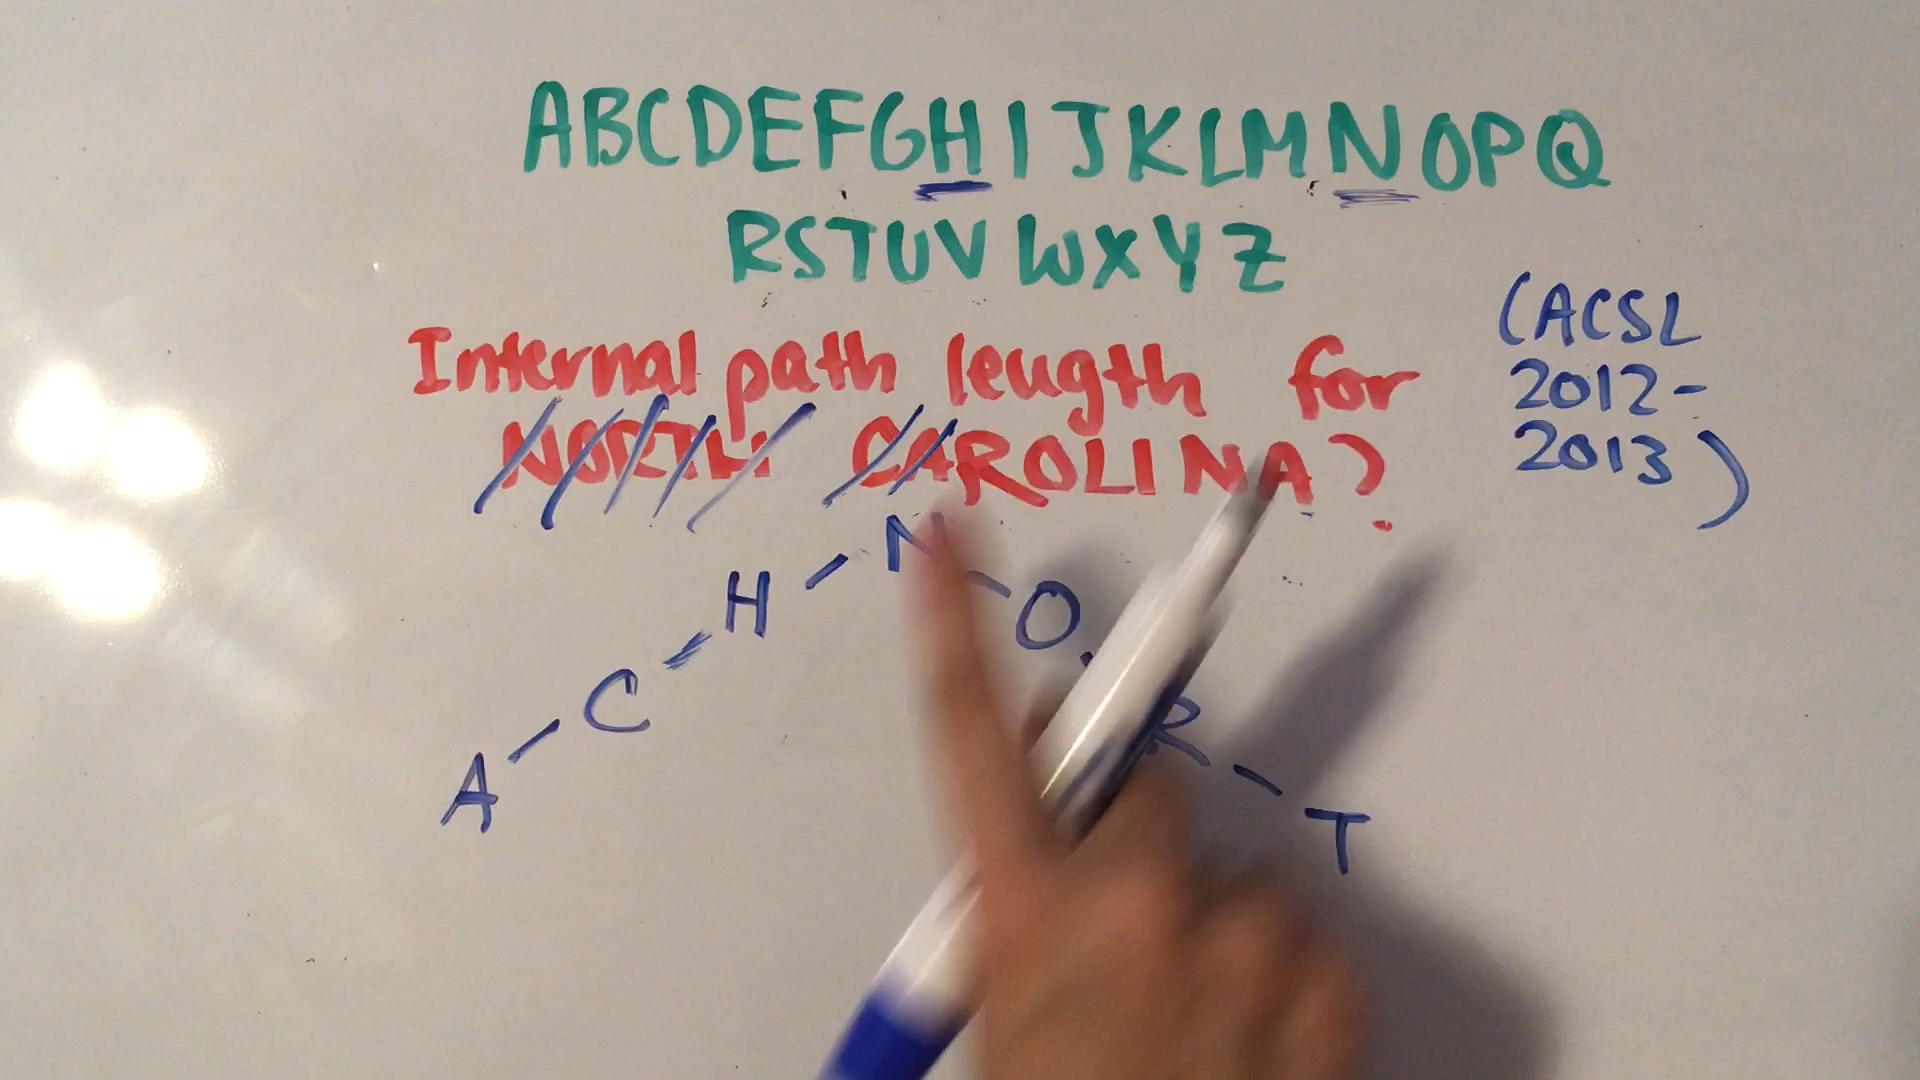 ABCDEFGHIJKLMNOPQ
RSTUVWXYZ
(ACSL
2012-
2013)
Internal path length for
NORTH CAROLINA?
N
H O
C R
A T